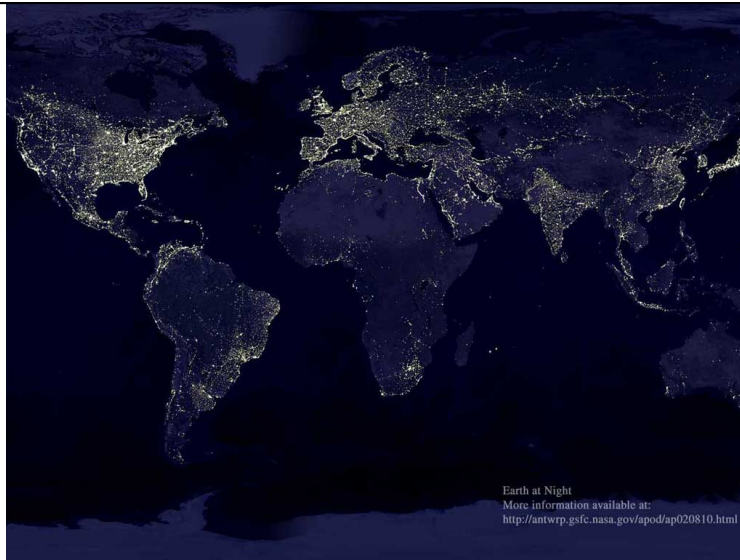 Earth at Night
More information available at:
http://antwrp.gsfc.nasa.gov/apod/ap020810.html